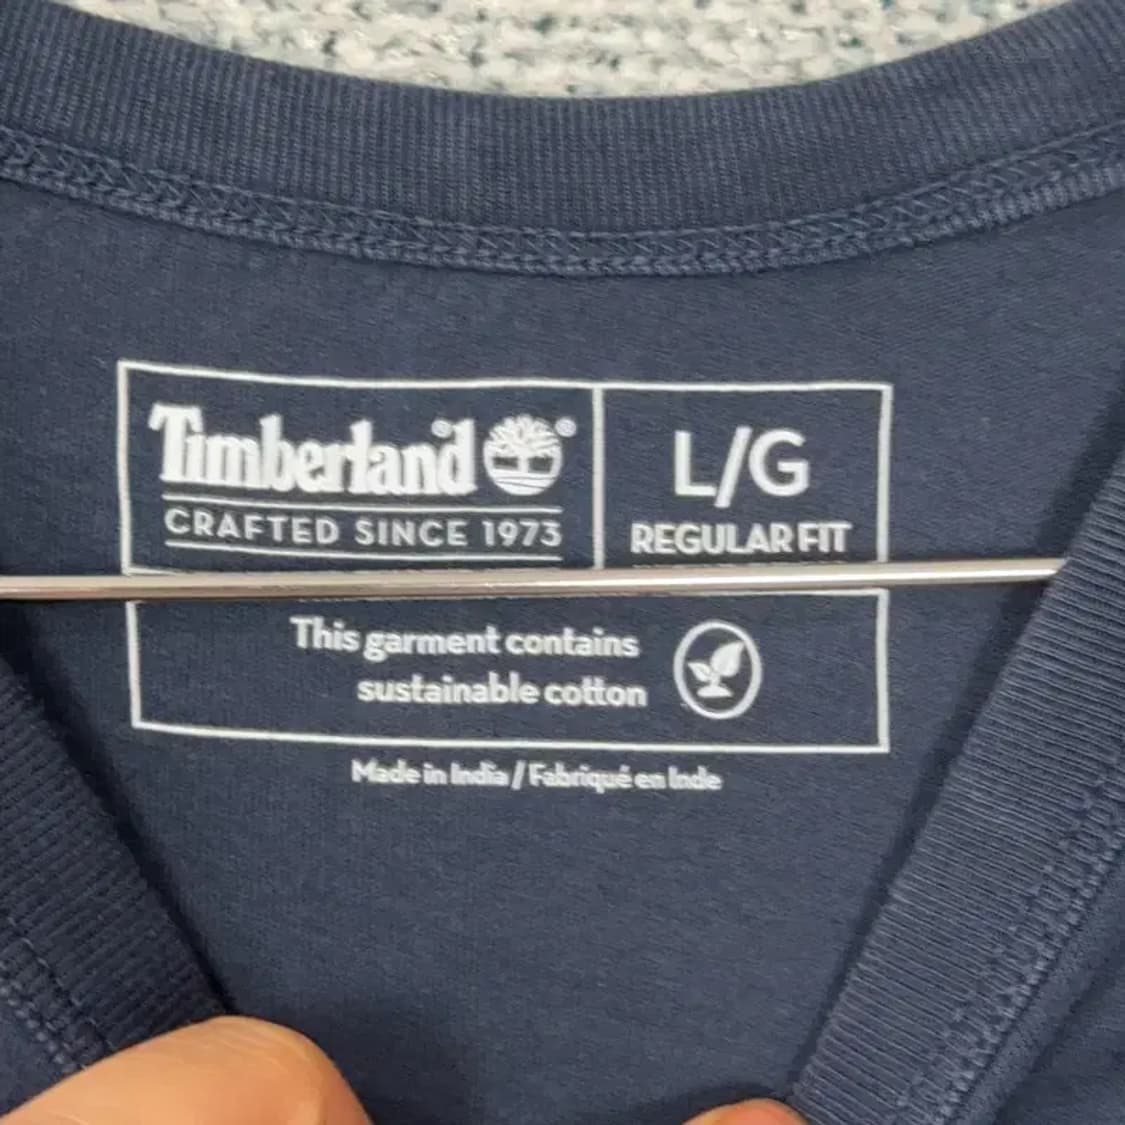 Timberland®
CRAFTED SINCE 1973
L/G
REGULAR FIT
This garment contains
sustainable cotton
Made in India / Fabriqué en Inde